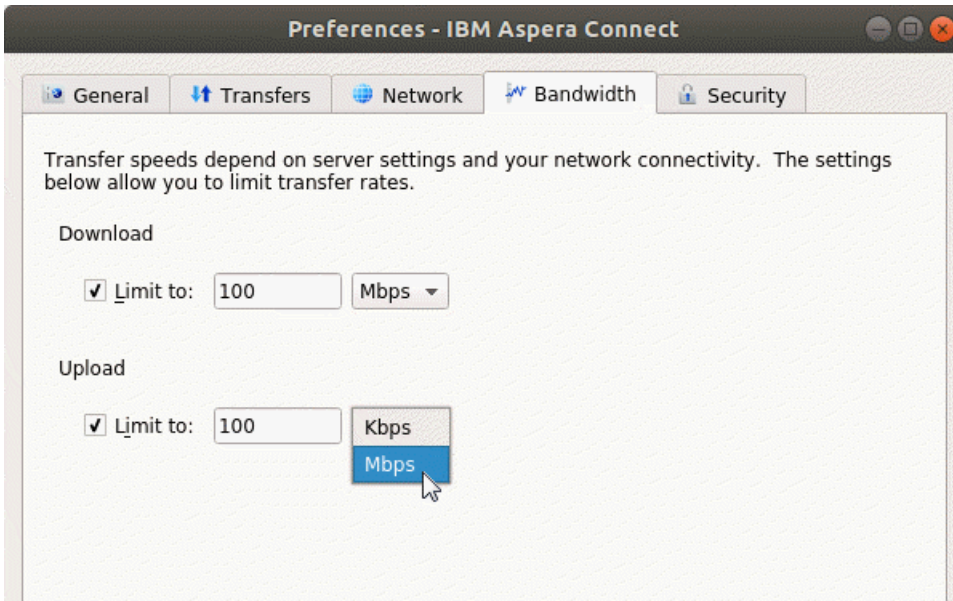 Preferences - IBM Aspera Connect
General Transfers Network Bandwidth Security
Transfer speeds depend on server settings and your network connectivity.  The settings
below allow you to limit transfer rates.
Download
Limit to: 100 Mbps
Upload
Limit to: 100 Kbps
Mbps